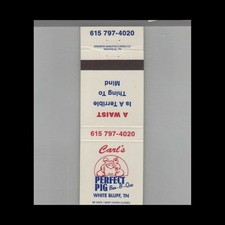 615 797-4020
Mind
Thing To
Is A Terrible
A WAIST
615 797-4020
Carl's
PERFECT
PIG
Bar-B-Que
WHITE BLUFF, TN